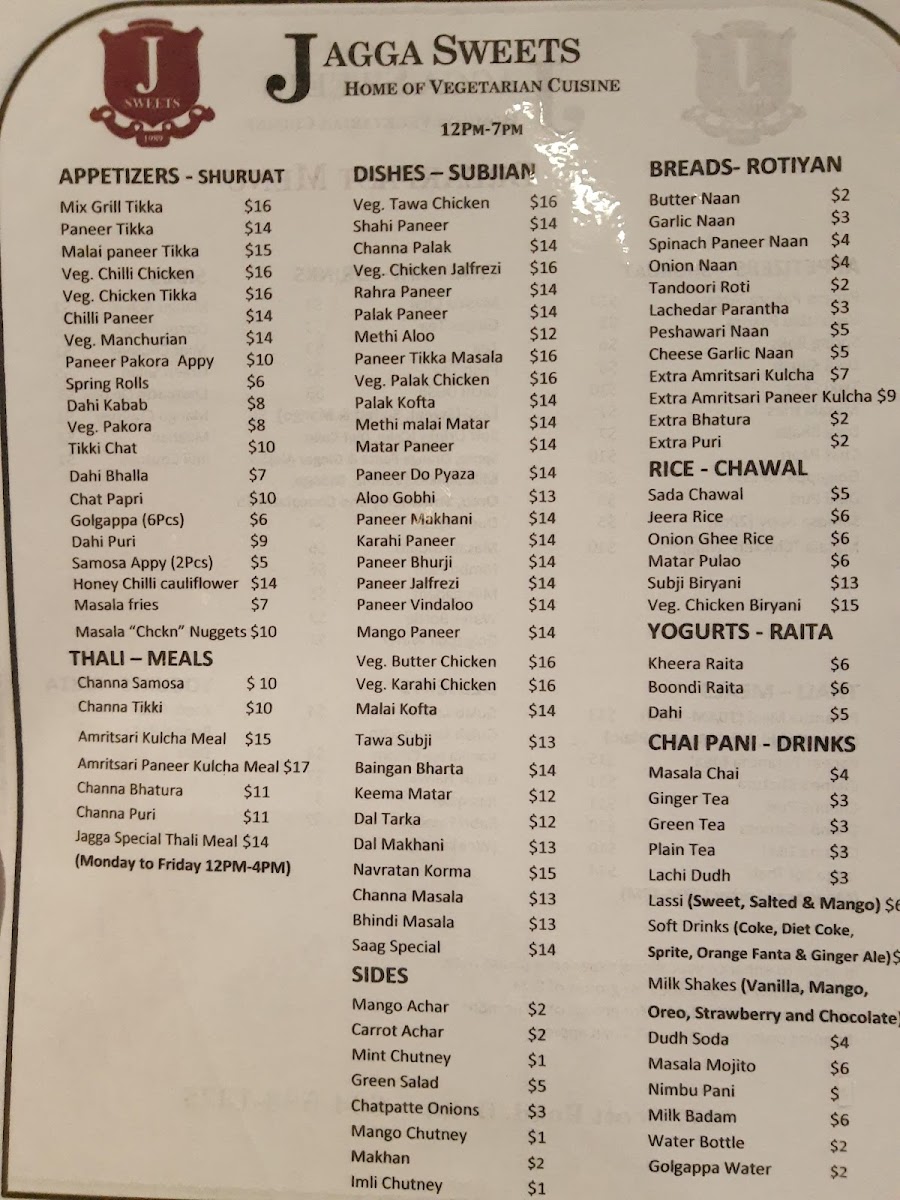 J
SWEETS
1989
JAGGA SWEETS
HOME OF VEGETARIAN CUISINE
12PM-7PM
APPETIZERS - SHURUAT
Mix Grill Tikka $16
Paneer Tikka $14
Malai paneer Tikka $15
Veg. Chilli Chicken $16
Veg. Chicken Tikka $16
Chilli Paneer $14
Veg. Manchurian $14
Paneer Pakora Appy $10
Spring Rolls $6
Dahi Kabab $8
Veg. Pakora $8
Tikki Chat $10
Dahi Bhalla $7
Chat Papri $10
Golgappa (6Pcs) $6
Dahi Puri $9
Samosa Appy (2Pcs) $5
Honey Chilli cauliflower $14
Masala fries $7
Masala “Chckn” Nuggets $10
THALI – MEALS
Channa Samosa $ 10
Channa Tikki $10
Amritsari Kulcha Meal $15
Amritsari Paneer Kulcha Meal $17
Channa Bhatura $11
Channa Puri $11
Jagga Special Thali Meal $14
(Monday to Friday 12PM-4PM)
DISHES – SUBJIAN
Veg. Tawa Chicken $16
Shahi Paneer $14
Channa Palak $14
Veg. Chicken Jalfrezi $16
Rahra Paneer $14
Palak Paneer $14
Methi Aloo $12
Paneer Tikka Masala $16
Veg. Palak Chicken $16
Palak Kofta $14
Methi malai Matar $14
Matar Paneer $14
Paneer Do Pyaza $14
Aloo Gobhi $13
Paneer Makhani $14
Karahi Paneer $14
Paneer Bhurji $14
Paneer Jalfrezi $14
Paneer Vindaloo $14
Mango Paneer $14
Veg. Butter Chicken $16
Veg. Karahi Chicken $16
Malai Kofta $14
Tawa Subji $13
Baingan Bharta $14
Keema Matar $12
Dal Tarka $12
Dal Makhani $13
Navratan Korma $15
Channa Masala $13
Bhindi Masala $13
Saag Special $14
SIDES
Mango Achar $2
Carrot Achar $2
Mint Chutney $1
Green Salad $5
Chatpatte Onions $3
Mango Chutney $1
Makhan $2
Imli Chutney $1
BREADS- ROTIYAN
Butter Naan $2
Garlic Naan $3
Spinach Paneer Naan $4
Onion Naan $4
Tandoori Roti $2
Lachedar Parantha $3
Peshawari Naan $5
Cheese Garlic Naan $5
Extra Amritsari Kulcha $7
Extra Amritsari Paneer Kulcha $9
Extra Bhatura $2
Extra Puri $2
RICE - CHAWAL
Sada Chawal $5
Jeera Rice $6
Onion Ghee Rice $6
Matar Pulao $6
Subji Biryani $13
Veg. Chicken Biryani $15
YOGURTS - RAITA
Kheera Raita $6
Boondi Raita $6
Dahi $5
CHAI PANI - DRINKS
Masala Chai $4
Ginger Tea $3
Green Tea $3
Plain Tea $3
Lachi Dudh $3
Lassi (Sweet, Salted & Mango) $6
Soft Drinks (Coke, Diet Coke,
Sprite, Orange Fanta & Ginger Ale) $
Milk Shakes (Vanilla, Mango,
Oreo, Strawberry and Chocolate)
Dudh Soda $4
Masala Mojito $6
Nimbu Pani $
Milk Badam $6
Water Bottle $2
Golgappa Water $2